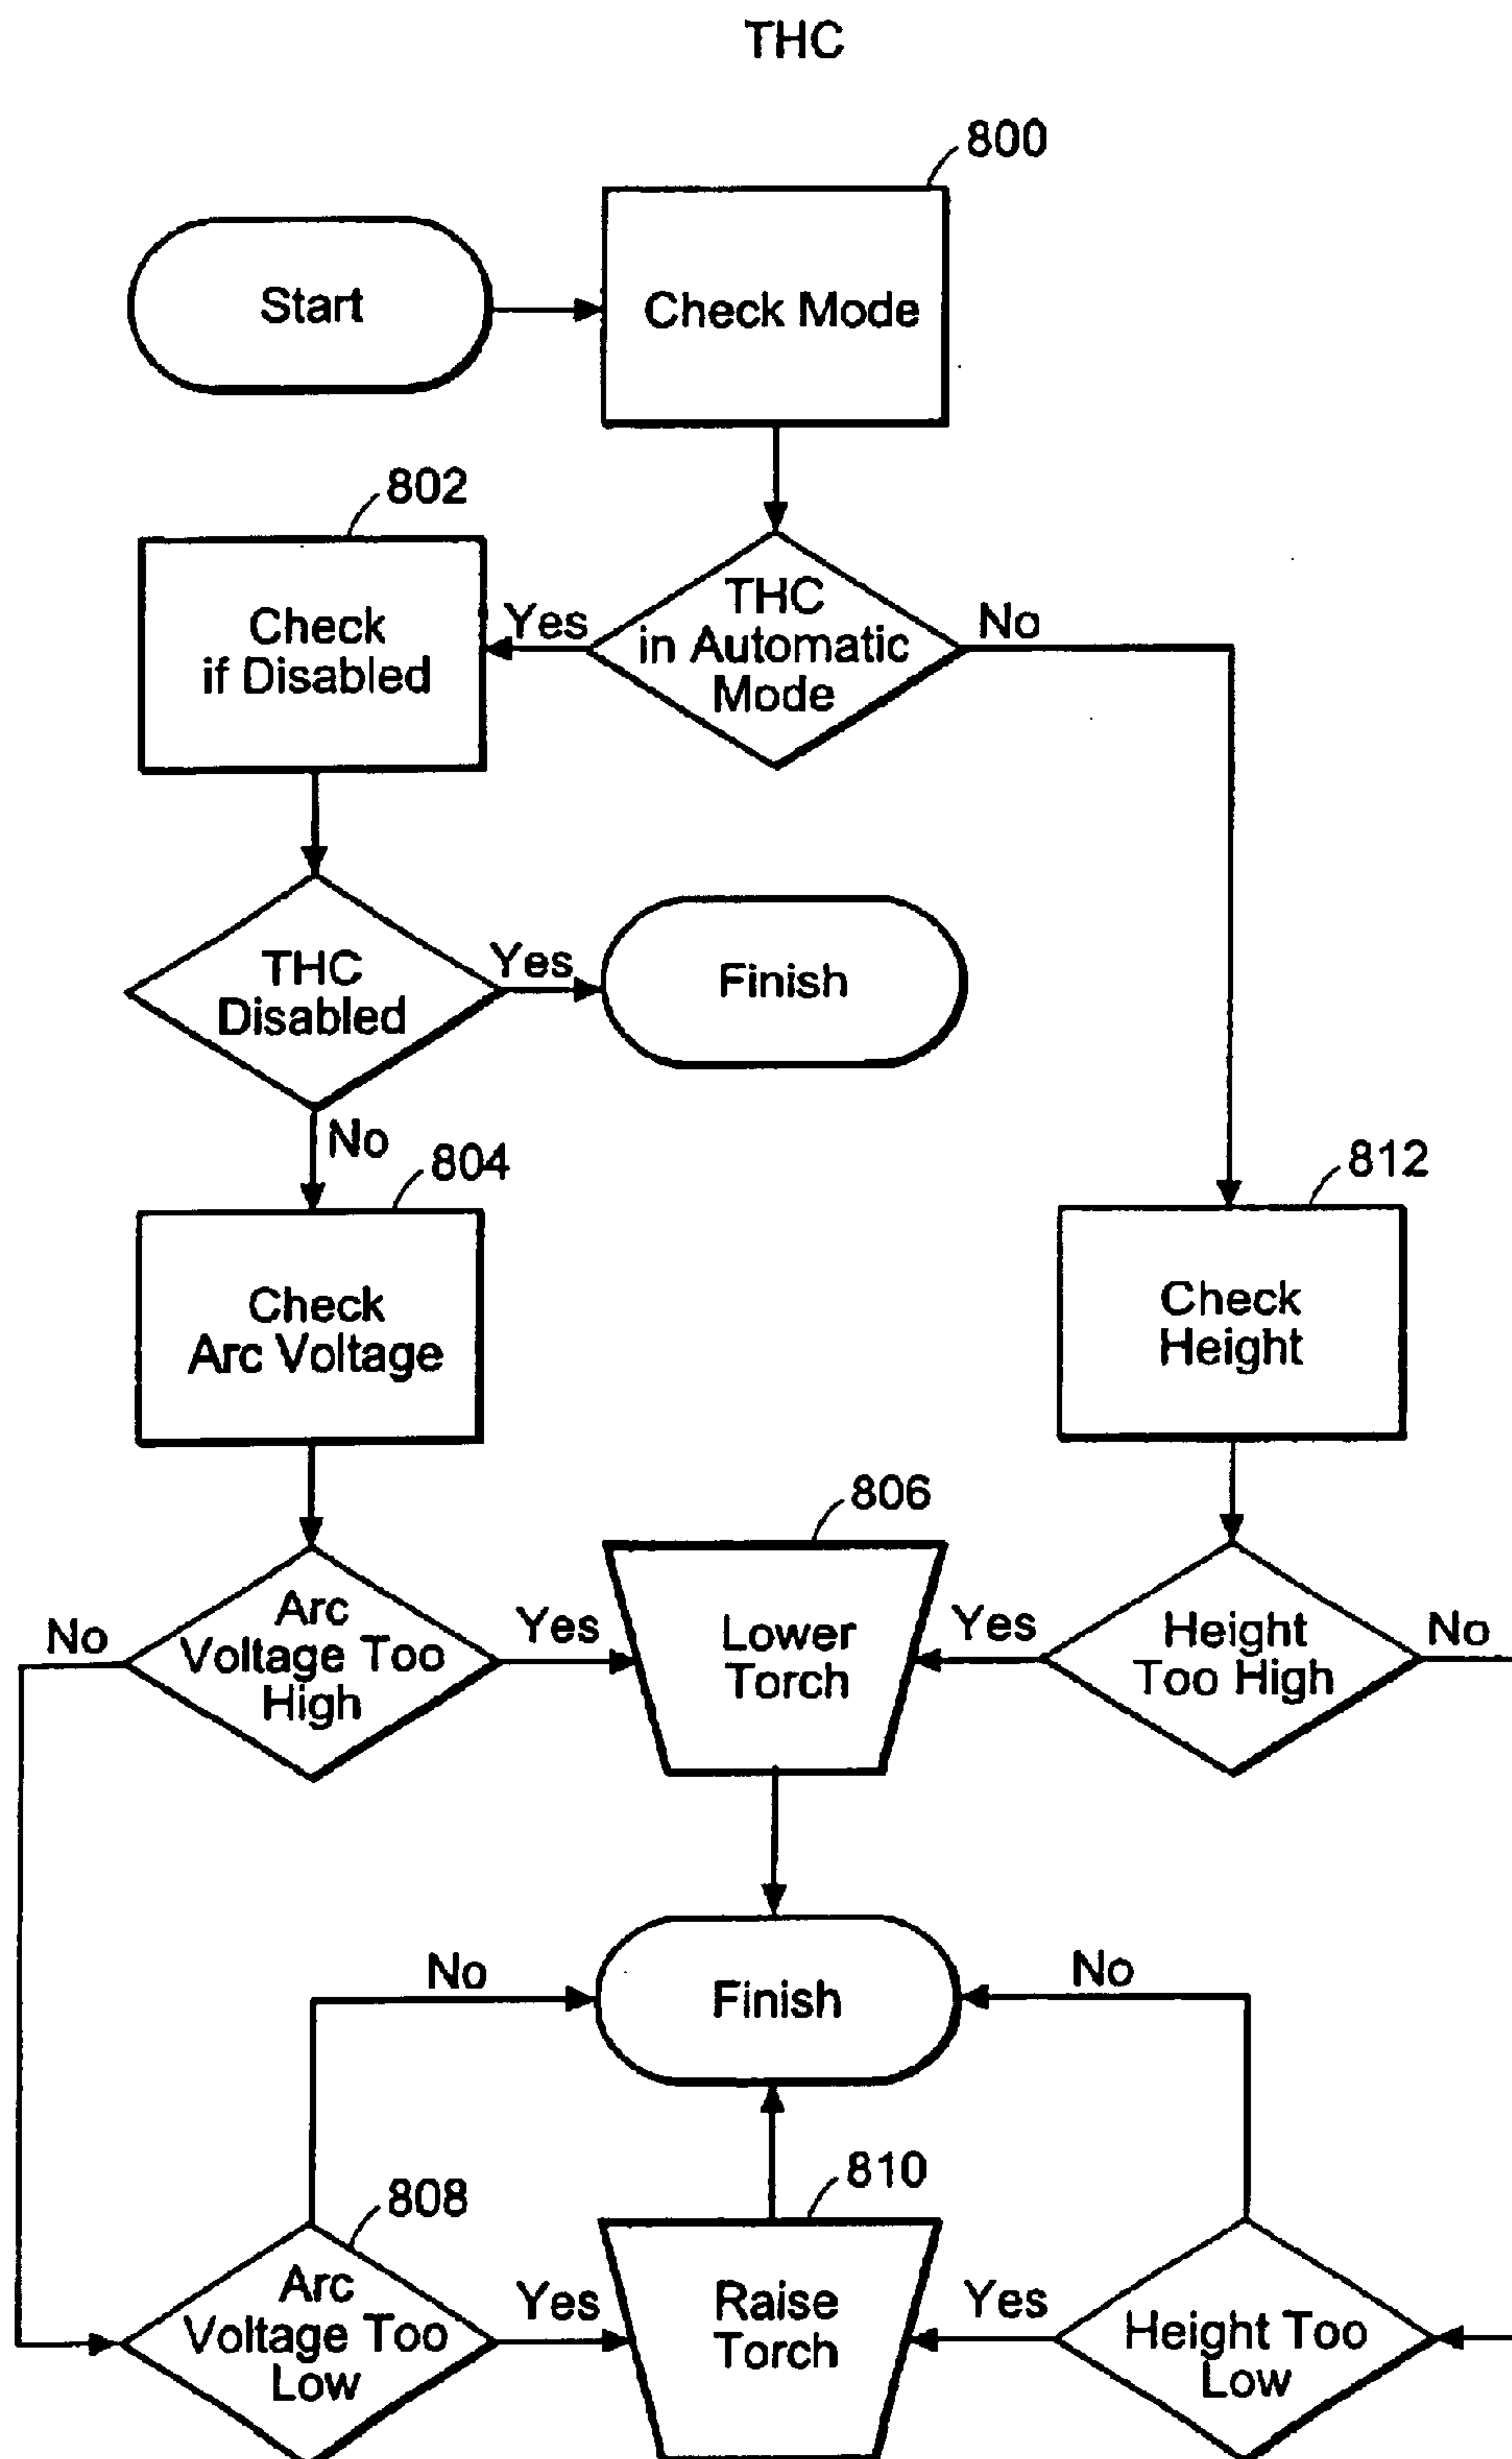 THC
800
Start
Check Mode
802
Check
if Disabled
Yes
THC
in Automatic
Mode
No
THC
Disabled
Yes
Finish
No
804
812
Check
Arc Voltage
Check
Height
806
No
Arc
Voltage Too
High
Yes
Lower
Torch
Yes
Height
Too High
No
No
Finish
No
808
810
Arc
Voltage Too
Low
Yes
Raise
Torch
Yes
Height Too
Low